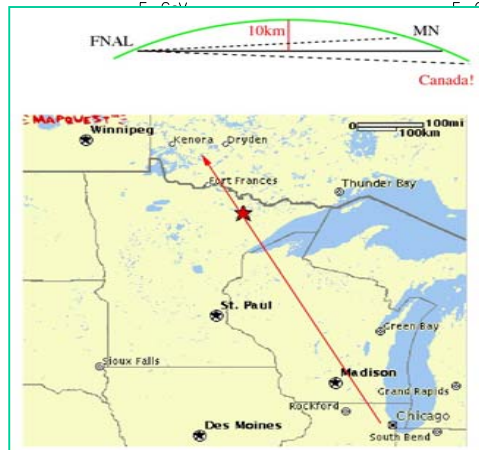 10km
FNAL
MN
Canada!
MAPQUEST
Winnipeg
Kenora
Dryden
0 100mi
100km
Fort Frances
Thunder Bay
St. Paul
Green Bay
Sioux Falls
Madison
Grand Rapids
Rockford
Chicago
Des Moines
South Bend